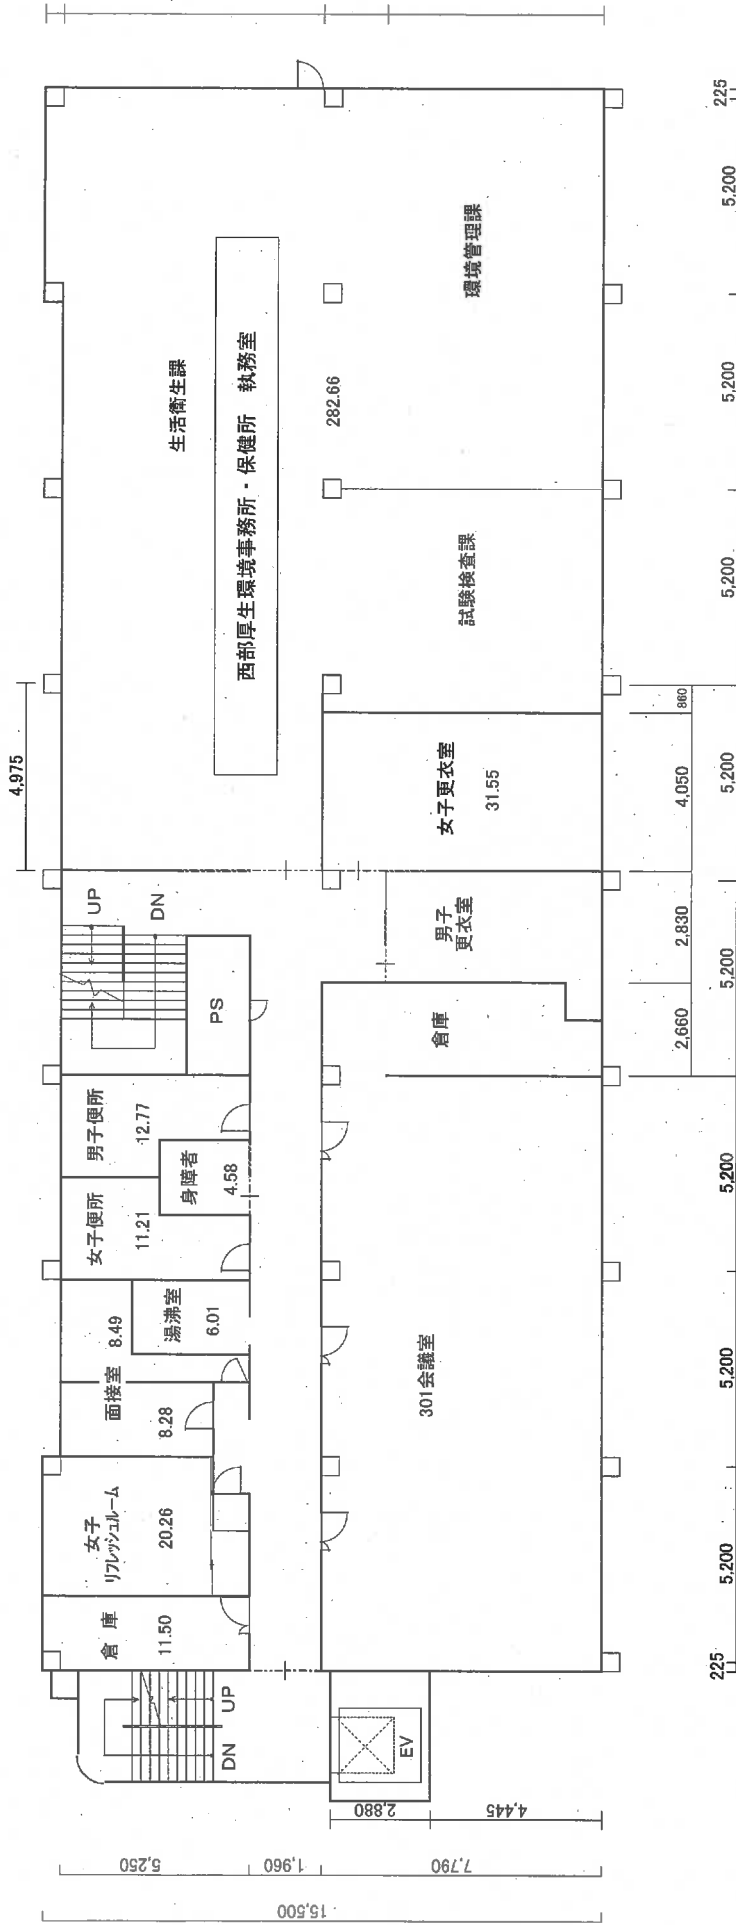 225
5,200
5,200
5,200
5,200
5,200
5,200
5,200
5,200
225
860
4,050
2,830
2,660
4,975
環境管理課
282.66
生活衛生課
西部厚生環境事務所・保健所　執務室
試験検査課
女子更衣室
31.55
男子
更衣室
倉庫
UP
DN
PS
男子便所
12.77
身障者
4.58
女子便所
11.21
湯沸室
6.01
8.49
面接室
8.28
301会議室
女子
リフレッシュルーム
20.26
倉庫
11.50
UP
DN
EV
2,880
4,445
5,250
1,960
7,790
15,500